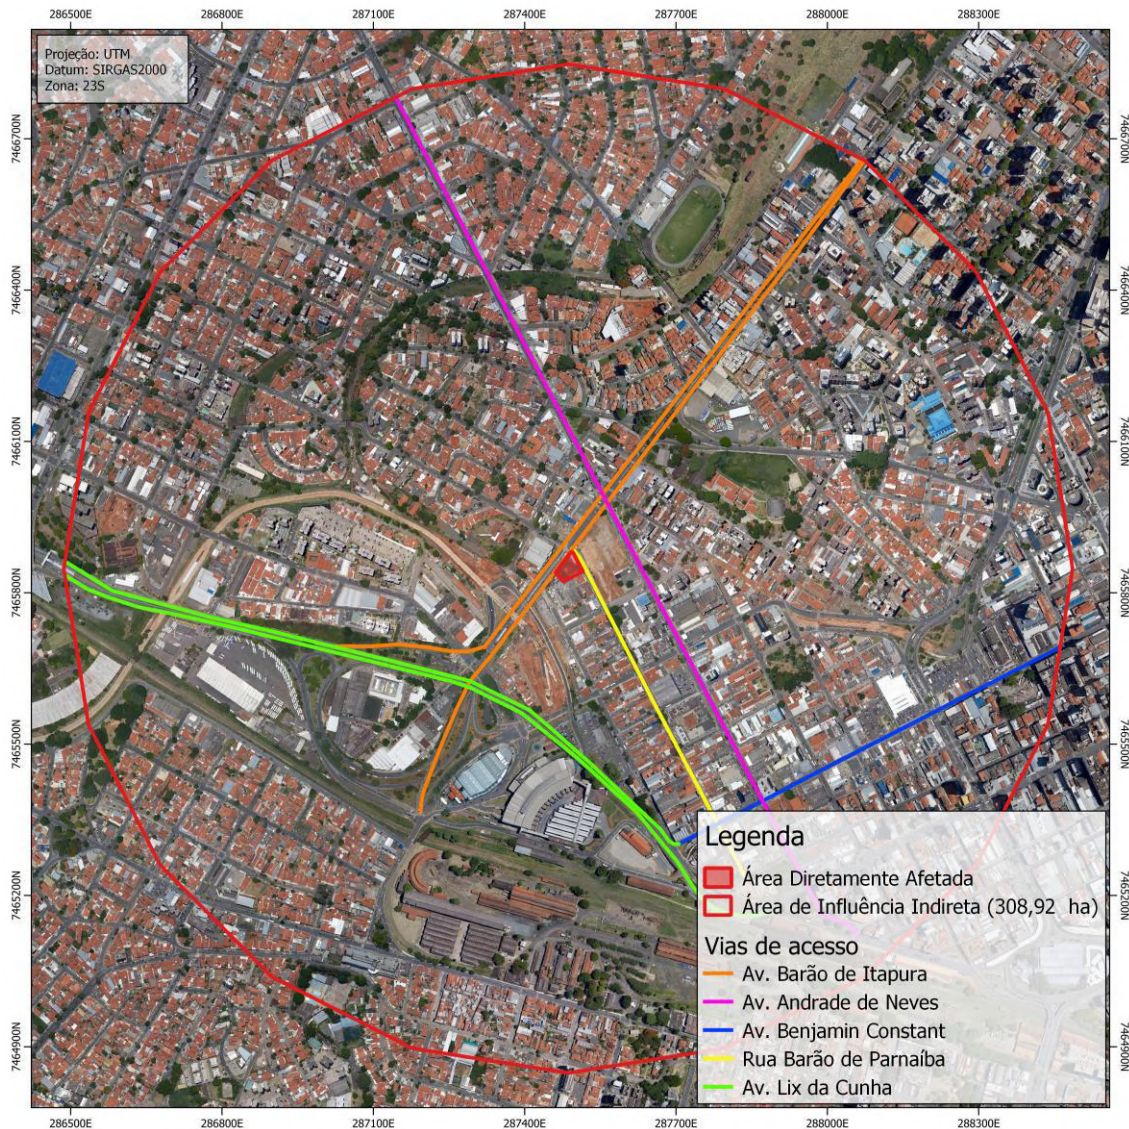 286500E 286800E 287100E 287400E 287700E 288000E 288300E
Projeção: UTM
Datum: SIRGAS2000
Zona: 23S
7466700N 7466700N
7466400N 7466400N
7466100N 7466100N
7465800N 7465800N
7465500N 7465500N
Legenda
Área Diretamente Afetada
7465200N 7465200N
Área de Influência Indireta (308,92 ha)
Vias de acesso
Av. Barão de Itapura
Av. Andrade de Neves
Av. Benjamin Constant
7464900N 7464900N
Rua Barão de Parnaíba
Av. Lix da Cunha
286500E 286800E 287100E 287400E 287700E 288000E 288300E